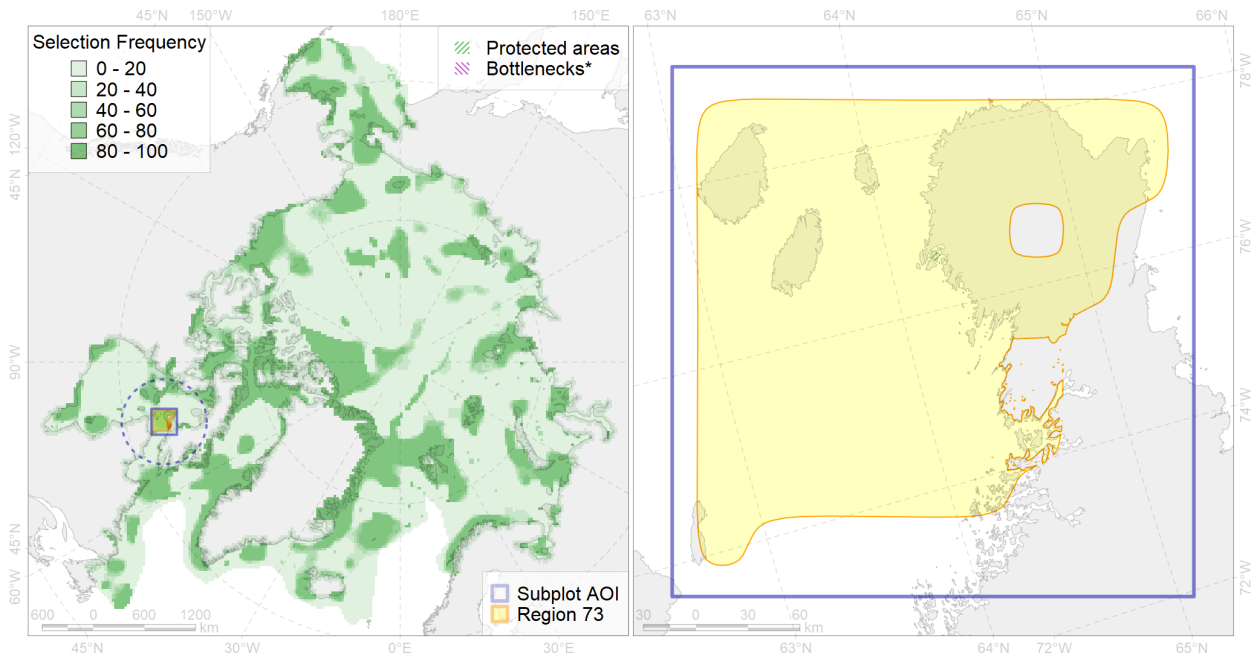 45°N 150°W 180°E 150°E
Selection Frequency
0 - 20
20 - 40
40 - 60
60 - 80
80 - 100
Protected areas
Bottlenecks*
120°W
45°N
90°W
45°N
60°W
Subplot AOI
Region 73
600 0 600 1200
km
45°N 30°W 0°E 30°E
63°N 64°N 65°N 66°N
78°W
76°W
74°W
72°W
30 0 30 60
km
63°N 64°N 72°W 65°N